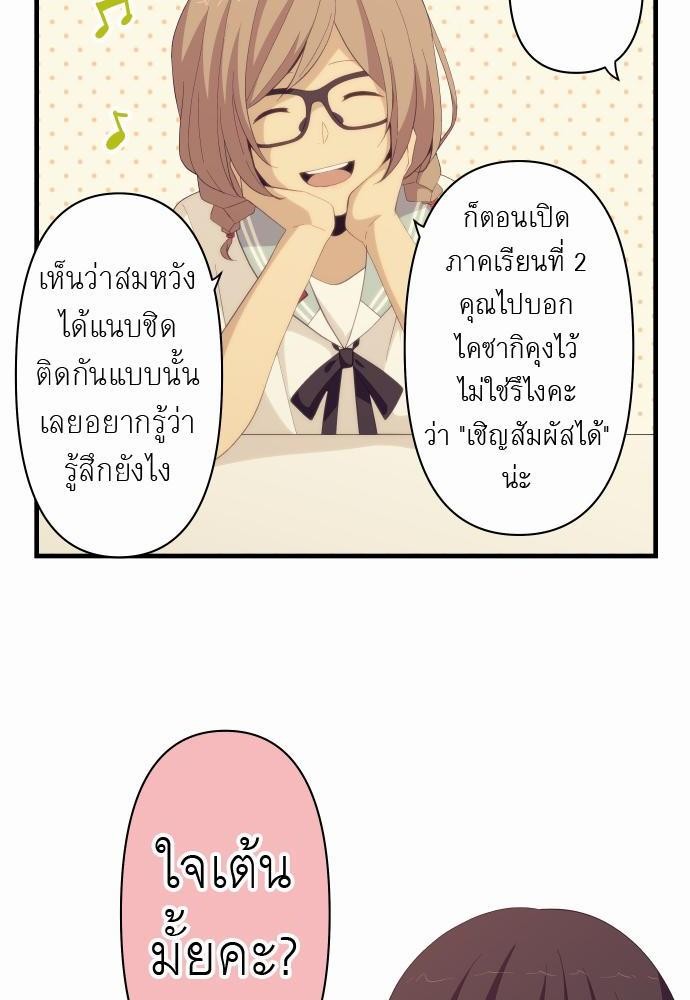 ก็ตอนเปิด
ภาคเรียนที่ 2
คุณไปบอก
ไคซากิคุงไว้
ไม่ใช่รึไงคะ
ว่า "เชิญสัมผัสได้"
น่ะ
เห็นว่าสมหวัง
ได้แนบชิด
ติดกันแบบนั้น
เลยอยากรู้ว่า
รู้สึกยังไง
ใจเต้น
มั้ยคะ?